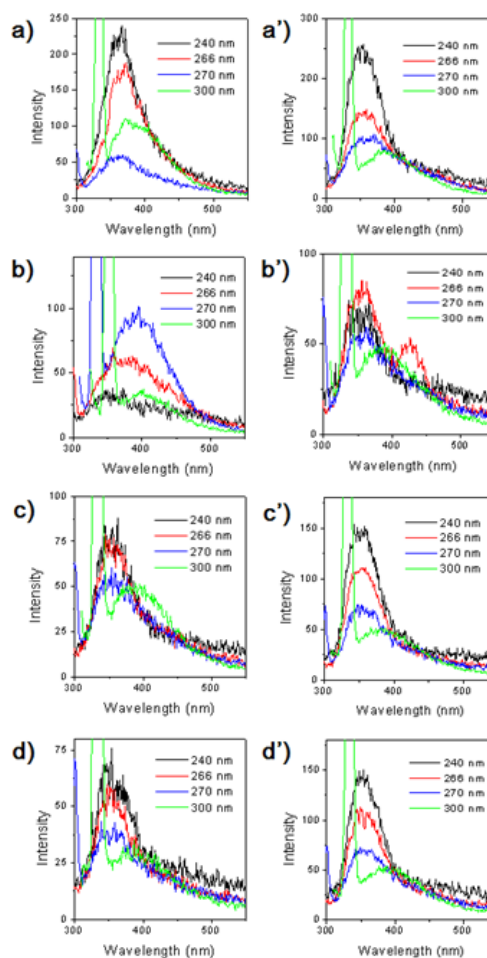 a)
250
200
150
100
50
0
Intensity
240 nm
266 nm
270 nm
300 nm
300 400 500
Wavelength (nm)
a')
300
200
100
0
Intensity
240 nm
266 nm
270 nm
300 nm
300 400 500
Wavelength (nm)
b)
100
50
0
Intensity
240 nm
266 nm
270 nm
300 nm
300 400 500
Wavelength (nm)
b')
100
50
0
Intensity
240 nm
266 nm
270 nm
300 nm
300 400 500
Wavelength (nm)
c)
100
75
50
25
0
Intensity
240 nm
266 nm
270 nm
300 nm
300 400 500
Wavelength (nm)
c')
150
100
50
0
Intensity
240 nm
266 nm
270 nm
300 nm
300 400 500
Wavelength (nm)
d)
75
50
25
0
Intensity
240 nm
266 nm
270 nm
300 nm
300 400 500
Wavelength (nm)
d')
150
100
50
0
Intensity
240 nm
266 nm
270 nm
300 nm
300 400 500
Wavelength (nm)